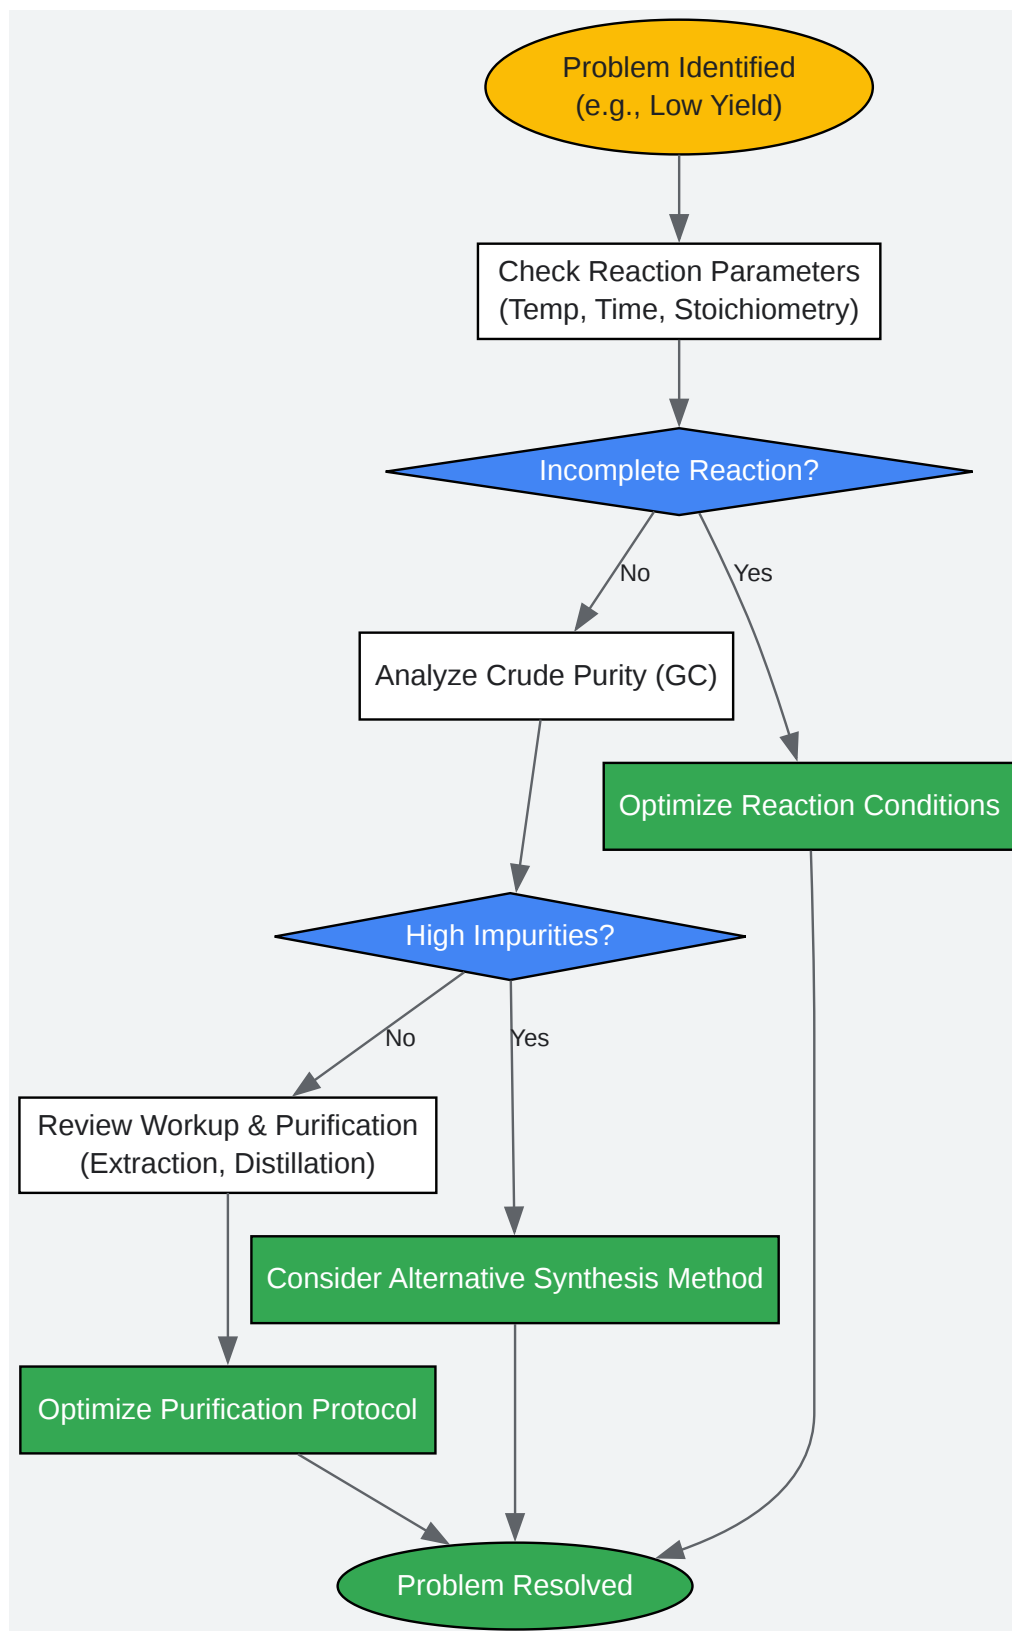 Problem Identified
(e.g., Low Yield)
Check Reaction Parameters
(Temp, Time, Stoichiometry)
Incomplete Reaction?
No
Yes
Analyze Crude Purity (GC)
Optimize Reaction Conditions
High Impurities?
No
Yes
Review Workup & Purification
(Extraction, Distillation)
Consider Alternative Synthesis Method
Optimize Purification Protocol
Problem Resolved